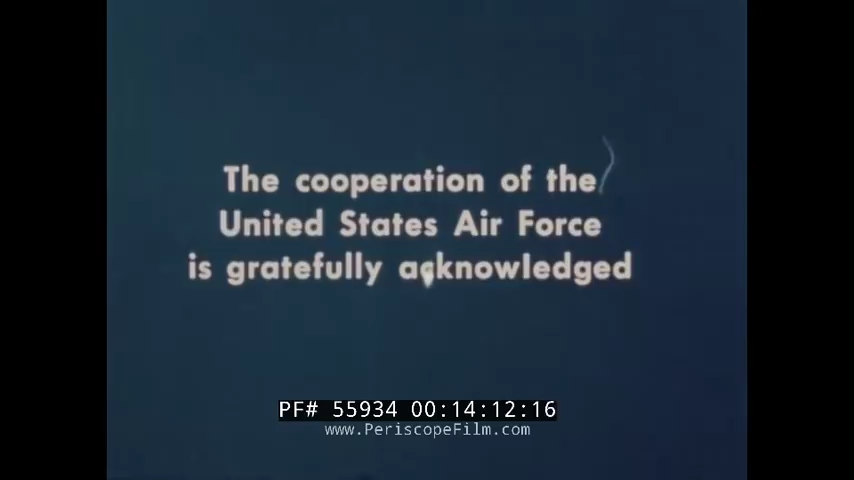 The cooperation of the
United States Air Force
is gratefully acknowledged
PF# 55934 00:14:12:16
www.PeriscopeFilm.com